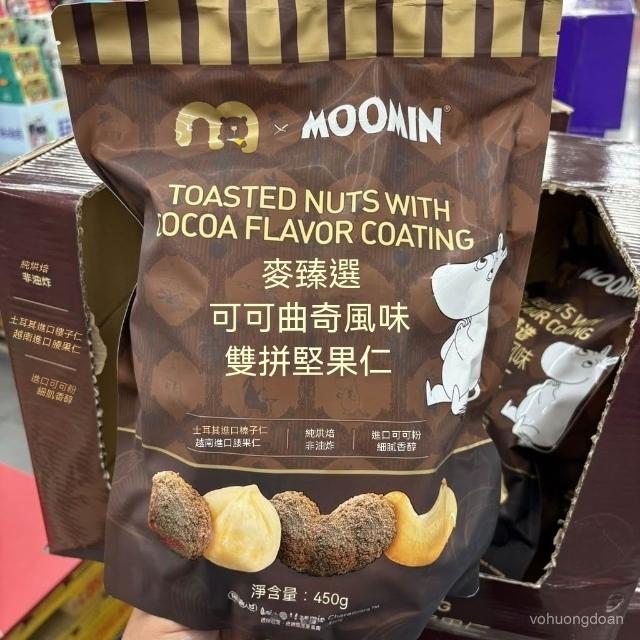 MOOMIN®
TOASTED NUTS WITH
COCOA FLAVOR COATING
麥臻選
可可曲奇風味
雙拼堅果仁
土耳其進口榛子仁
越南進口腰果仁
純烘焙
非油炸
進口可可粉
細膩香醇
淨含量：450g
純烘焙
非油炸
土耳其進口榛子仁
越南進口腰果仁
進口可可粉
細膩香醇
MOOMIN
vohuongdoan